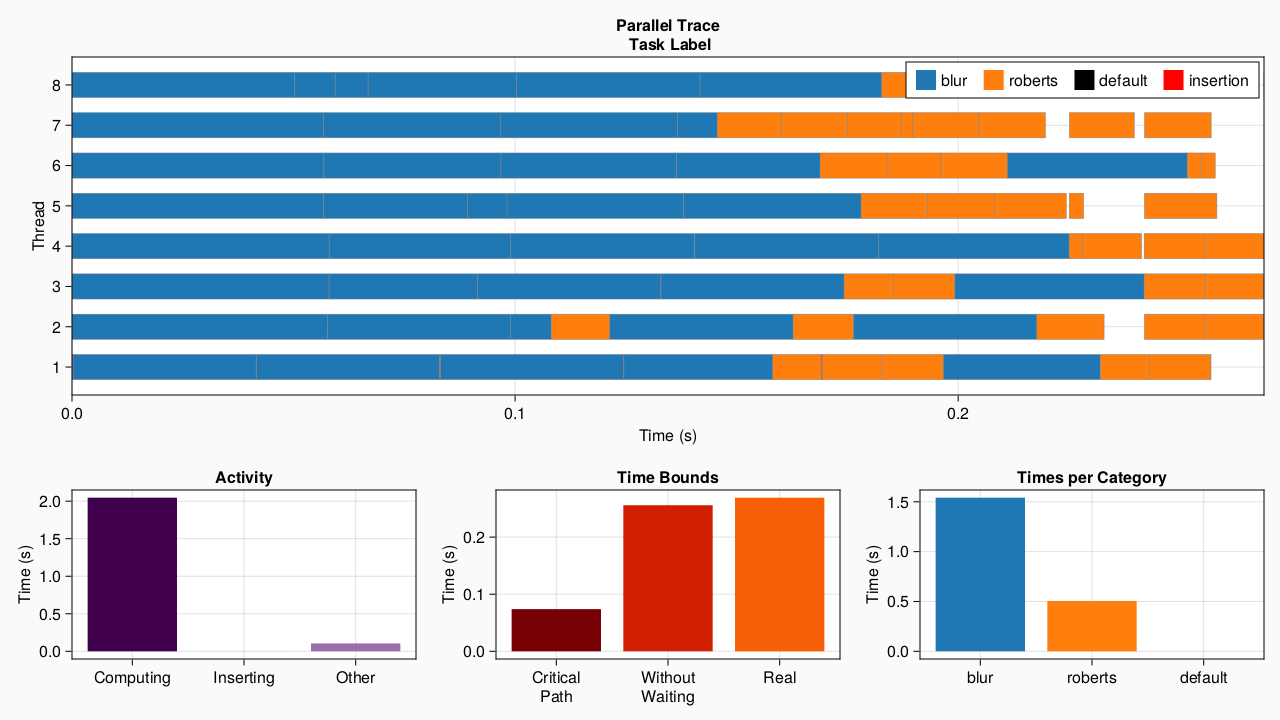 Parallel Trace
Task Label
blur roberts default insertion
Thread
8
7
6
5
4
3
2
1
0.0 0.1 0.2
Time (s)
Activity
Time (s)
2.0
1.5
1.0
0.5
0.0
Computing Inserting Other
Time Bounds
Time (s)
0.2
0.1
0.0
Critical Path
Without Waiting
Real
Times per Category
Time (s)
1.5
1.0
0.5
0.0
blur roberts default